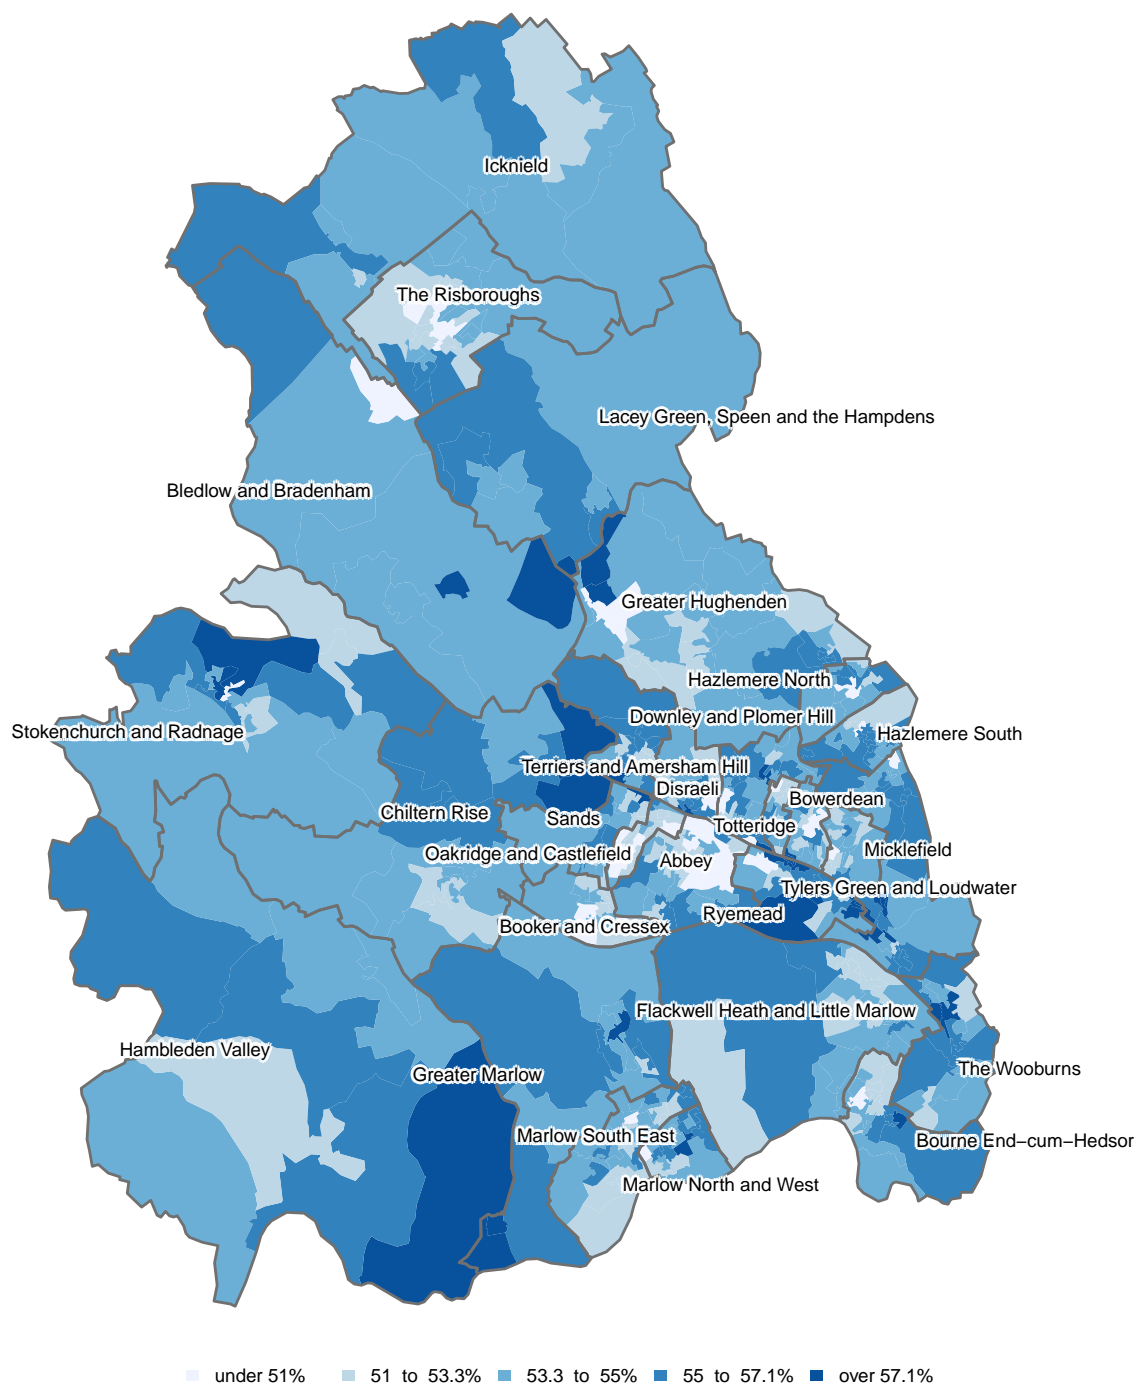 Icknield
The Risboroughs
Lacey Green, Speen and the Hampdens
Bledlow and Bradenham
Greater Hughenden
Hazlemere North
Downley and Plomer Hill
Stokenchurch and Radnage
Hazlemere South
Terriers and Amersham Hill
Disraeli
Bowerdean
Chiltern Rise
Sands
Totteridge
Oakridge and Castlefield
Abbey
Micklefield
Tylers Green and Loudwater
Ryemead
Booker and Cressex
Flackwell Heath and Little Marlow
Hambleden Valley
The Wooburns
Greater Marlow
Marlow South East
Bourne End−cum−Hedsor
Marlow North and West
under 51% 51 to 53.3% 53.3 to 55% 55 to 57.1% over 57.1%